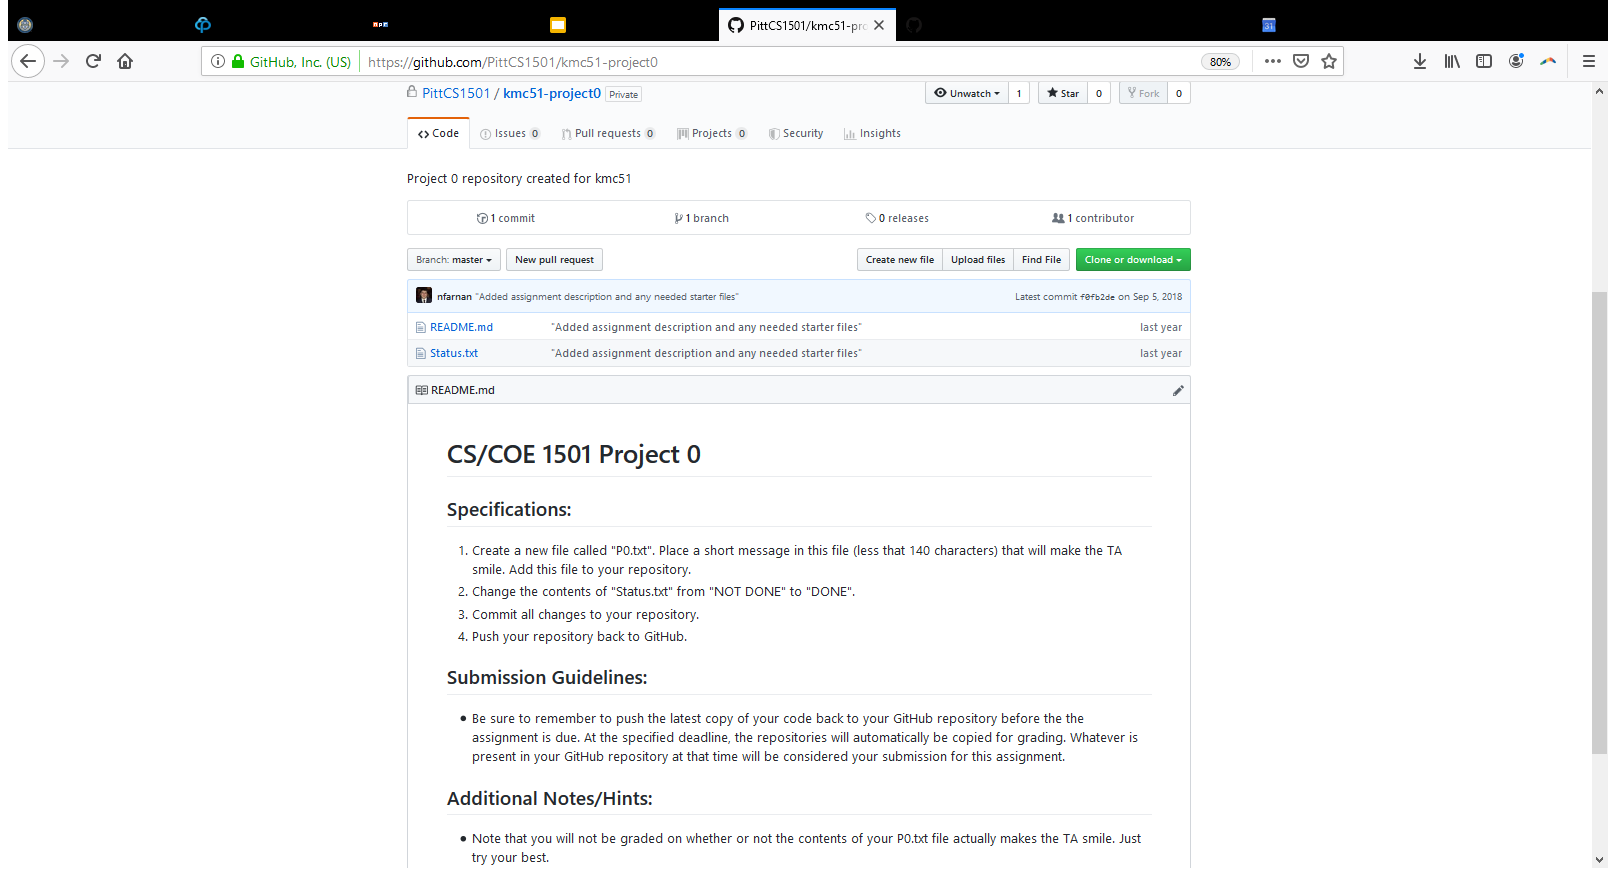 npr
PittCS1501/kmc51-pro
31
GitHub, Inc. (US)
https://github.com/PittCS1501/kmc51-project0
80%
PittCS1501 / kmc51-project0 Private
Unwatch 1 Star 0 Fork 0
Code Issues 0 Pull requests 0 Projects 0 Security Insights
Project 0 repository created for kmc51
1 commit 1 branch 0 releases 1 contributor
Branch: master New pull request Create new file Upload files Find File Clone or download
nfarnan "Added assignment description and any needed starter files" Latest commit f0fb2de on Sep 5, 2018
README.md "Added assignment description and any needed starter files" last year
Status.txt "Added assignment description and any needed starter files" last year
README.md
CS/COE 1501 Project 0
Specifications:
1. Create a new file called "P0.txt". Place a short message in this file (less that 140 characters) that will make the TA
smile. Add this file to your repository.
2. Change the contents of "Status.txt" from "NOT DONE" to "DONE".
3. Commit all changes to your repository.
4. Push your repository back to GitHub.
Submission Guidelines:
• Be sure to remember to push the latest copy of your code back to your GitHub repository before the the
assignment is due. At the specified deadline, the repositories will automatically be copied for grading. Whatever is
present in your GitHub repository at that time will be considered your submission for this assignment.
Additional Notes/Hints:
• Note that you will not be graded on whether or not the contents of your P0.txt file actually makes the TA smile. Just
try your best.